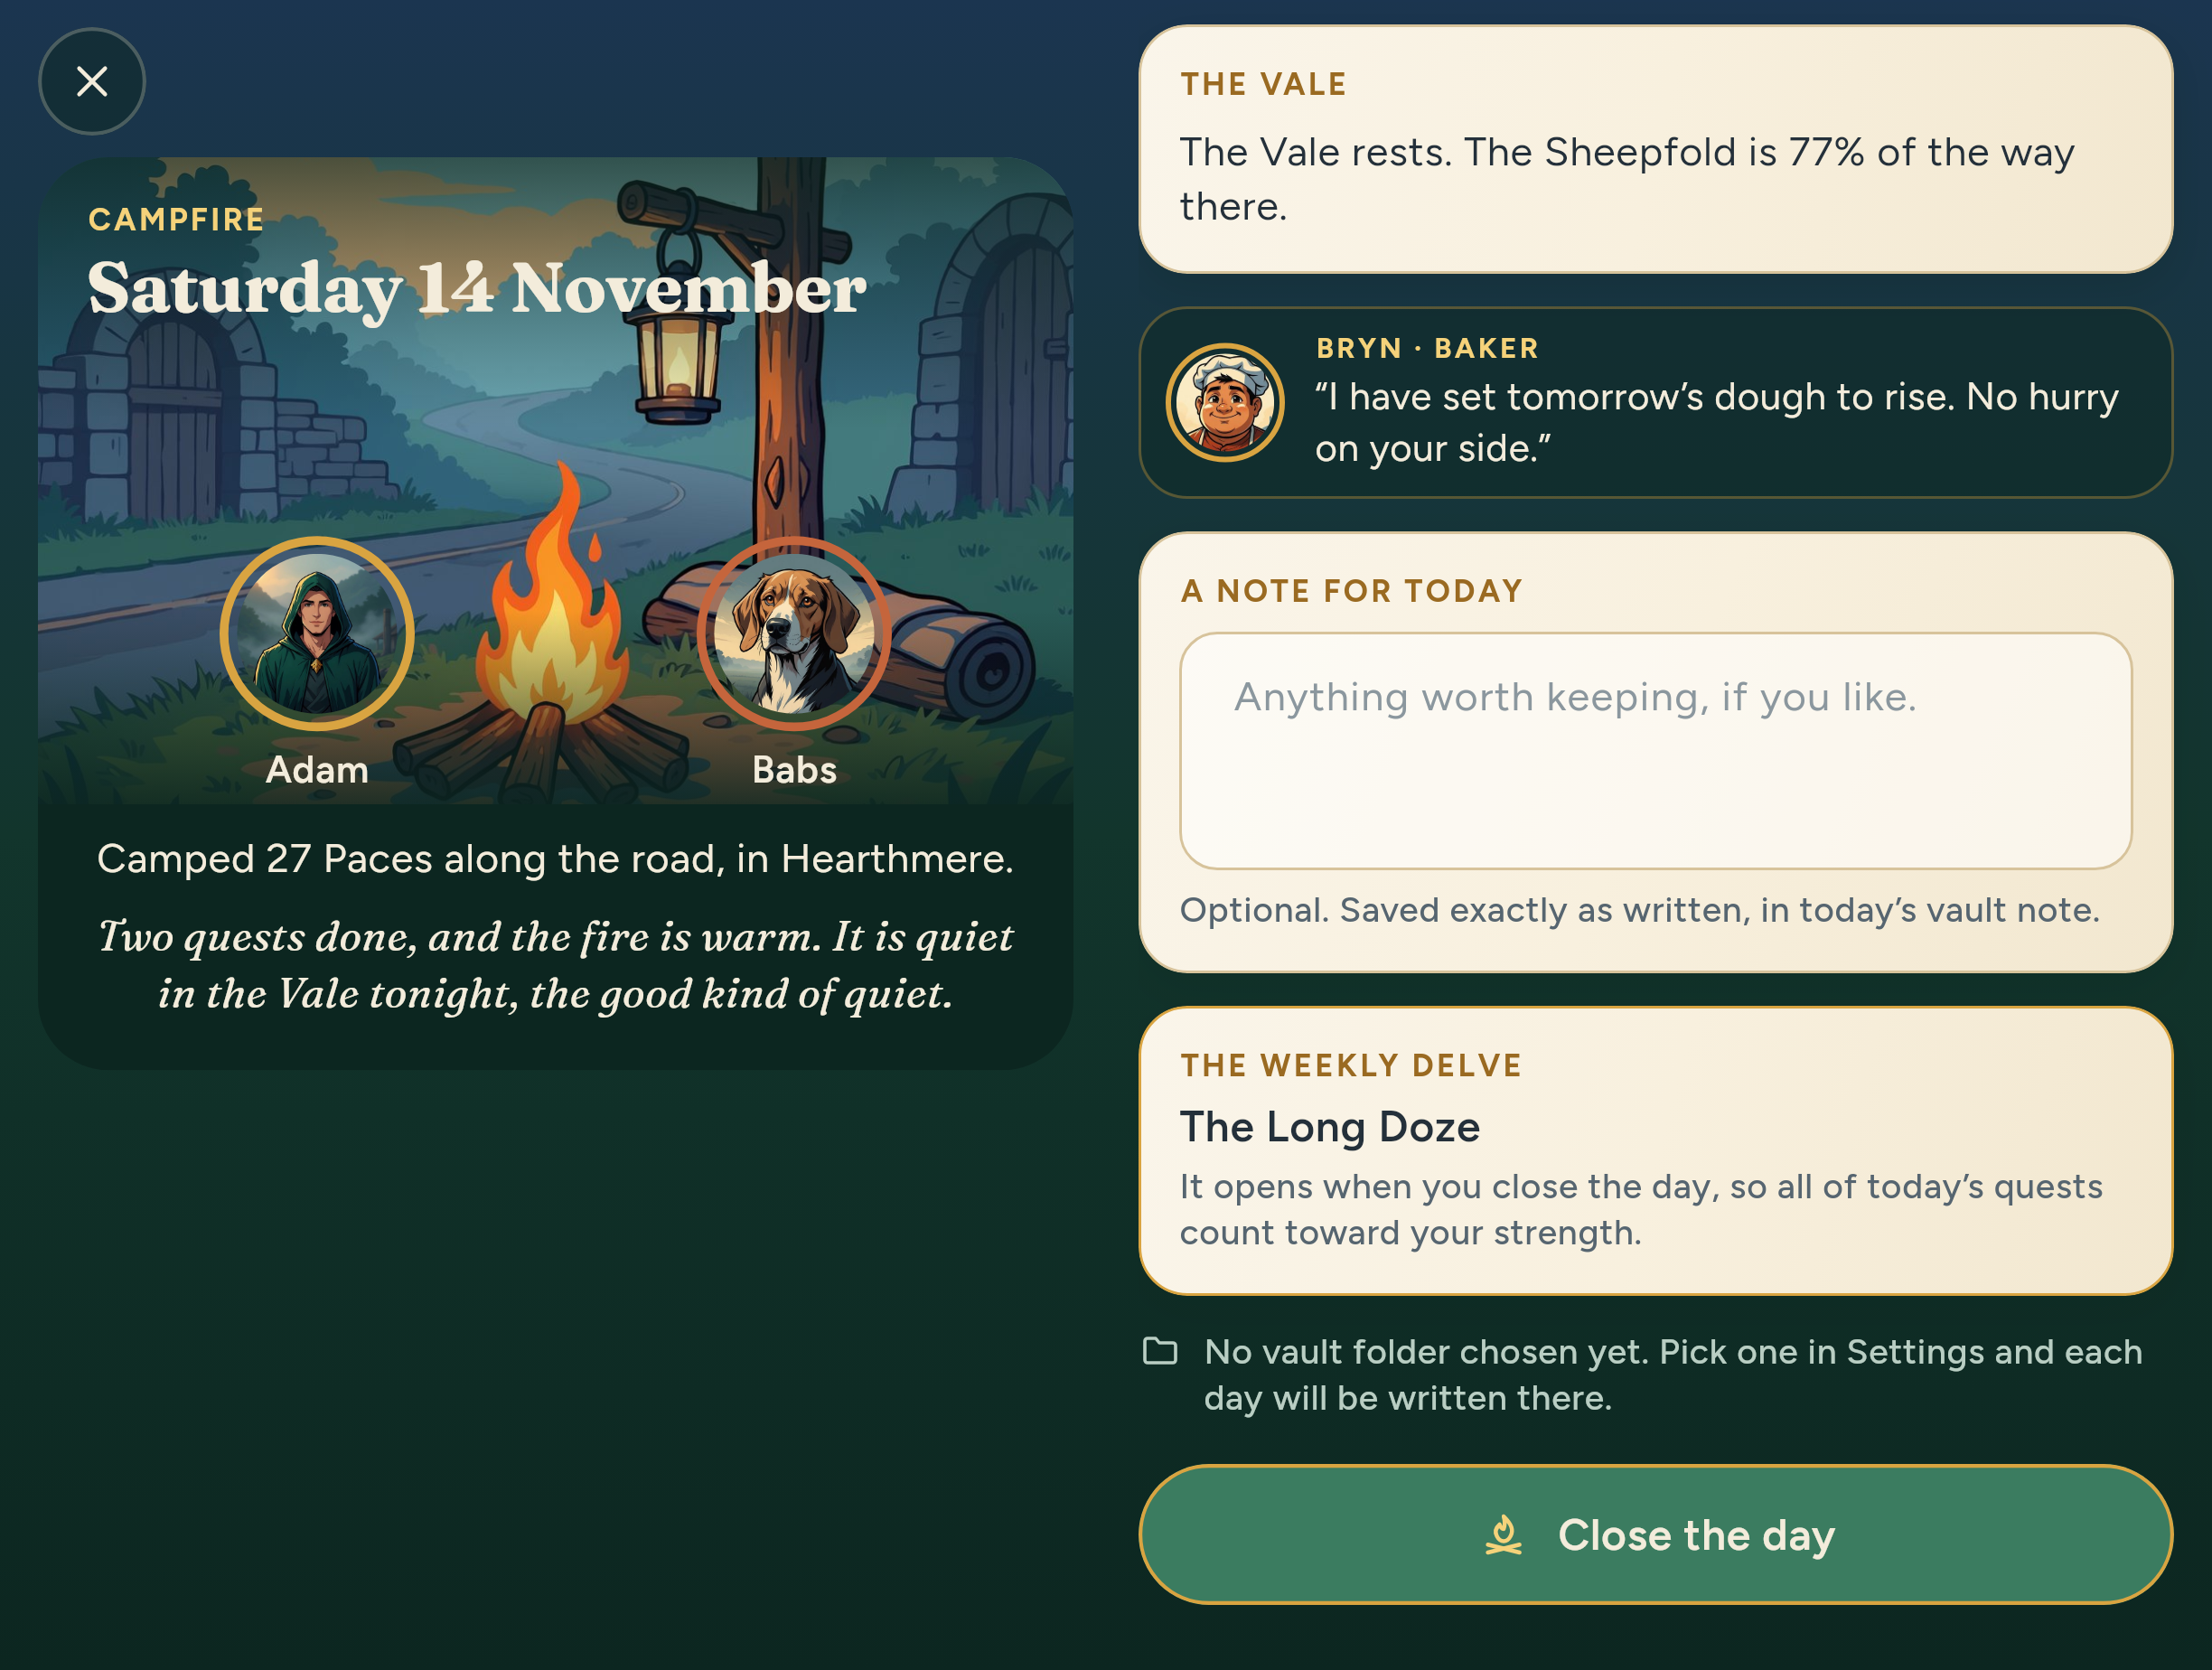 CAMPFIRE
Saturday 14 November
Adam
Babs
Camped 27 Paces along the road, in Hearthmere.
Two quests done, and the fire is warm. It is quiet
in the Vale tonight, the good kind of quiet.
THE VALE
The Vale rests. The Sheepfold is 77% of the way
there.
BRYN · BAKER
“I have set tomorrow’s dough to rise. No hurry
on your side.”
A NOTE FOR TODAY
Anything worth keeping, if you like.
Optional. Saved exactly as written, in today’s vault note.
THE WEEKLY DELVE
The Long Doze
It opens when you close the day, so all of today’s quests
count toward your strength.
No vault folder chosen yet. Pick one in Settings and each
day will be written there.
Close the day